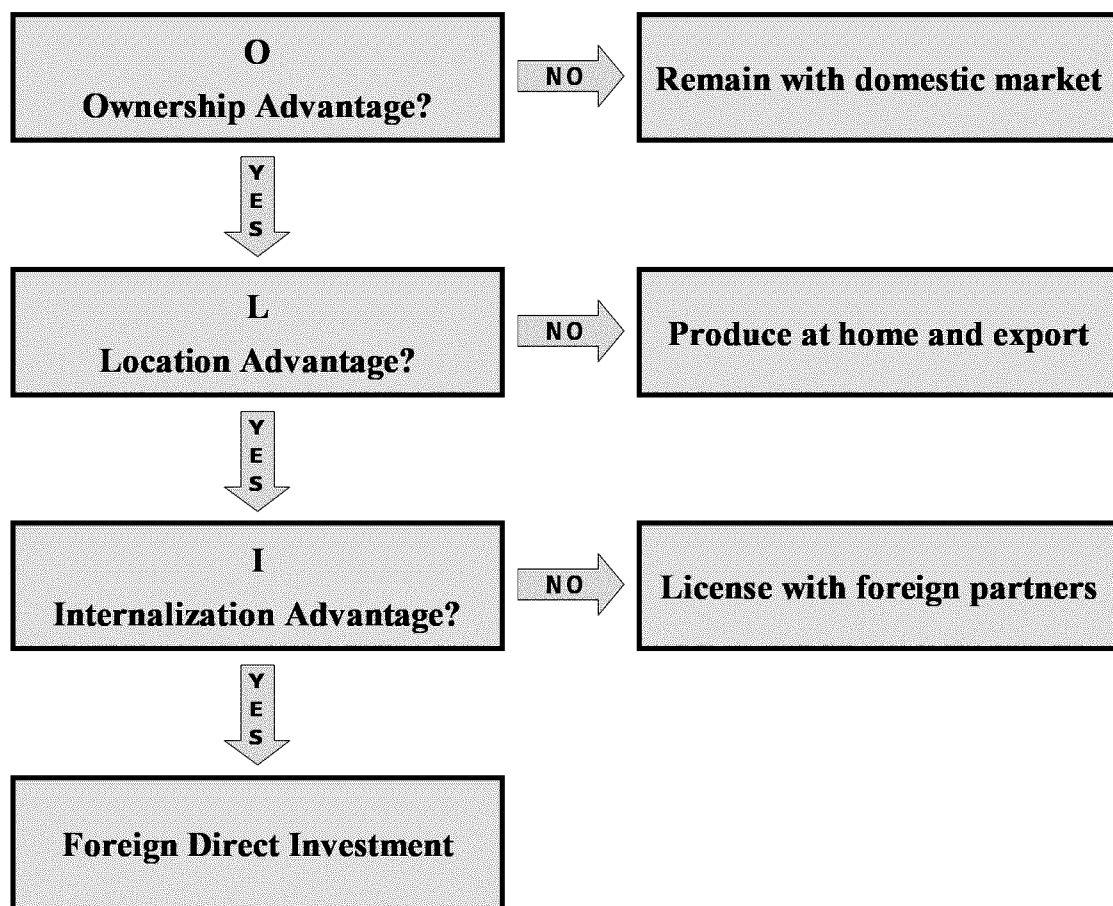 O
Ownership Advantage?
NO
Remain with domestic market
YES
L
Location Advantage?
NO
Produce at home and export
YES
I
Internalization Advantage?
NO
License with foreign partners
YES
Foreign Direct Investment